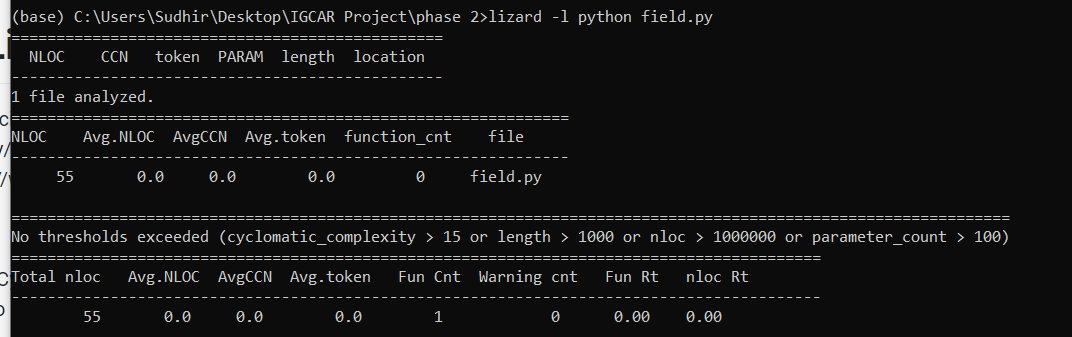 (base) C:\Users\Sudhir\Desktop\IGCAR Project\phase 2>lizard -l python field.py
================================================
  NLOC    CCN   token  PARAM  length  location
------------------------------------------------
1 file analyzed.
==============================================================
NLOC    Avg.NLOC  AvgCCN  Avg.token  function_cnt    file
--------------------------------------------------------------
     55       0.0     0.0        0.0         0     field.py

===============================================================================================================
No thresholds exceeded (cyclomatic_complexity > 15 or length > 1000 or nloc > 1000000 or parameter_count > 100)
==========================================================================================
Total nloc   Avg.NLOC  AvgCCN  Avg.token   Fun Cnt  Warning cnt   Fun Rt   nloc Rt
------------------------------------------------------------------------------------------
        55       0.0     0.0        0.0        1            0      0.00    0.00